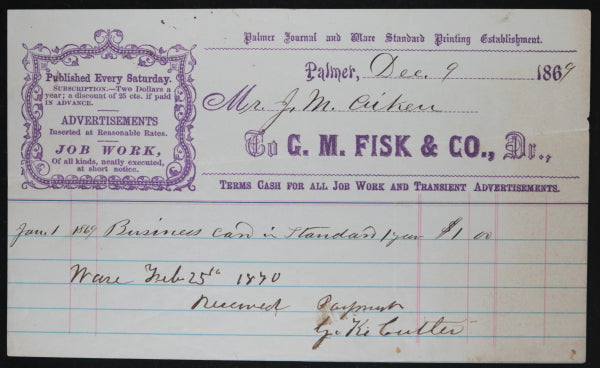 Palmer Journal and Ware Standard Printing Establishment.
Published Every Saturday.
SUBSCRIPTION.—Two Dollars a
year; a discount of 25 cts. if paid
IN ADVANCE.
ADVERTISEMENTS
Inserted at Reasonable Rates.
JOB WORK,
Of all kinds, neatly executed,
at short notice.
Palmer, Dec. 9 1869
Mr. J. M. Aiken
To G. M. FISK & CO., Dr.,
TERMS CASH FOR ALL JOB WORK AND TRANSIENT ADVERTISEMENTS.
Jan. 1 1869 Business Card in Standard 1 year $1 00
Ware Feb 25th 1870
Received Payment
G. K. Cutler